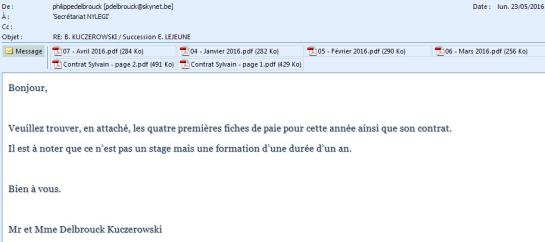 De : philippedelbrouck [pdelbrouck@skynet.be] Date : lun. 23/05/2016
À : 'Secrétariat NYLEGI'
Cc :
Objet : RE: B. KUCZEROWSKI / Succession E. LEJEUNE
Message 07 - Avril 2016.pdf (284 Ko) 04 - Janvier 2016.pdf (282 Ko) 05 - Février 2016.pdf (290 Ko) 06 - Mars 2016.pdf (256 Ko)
Contrat Sylvain - page 2.pdf (491 Ko) Contrat Sylvain - page 1.pdf (429 Ko)
Bonjour,
Veuillez trouver, en attaché, les quatre premières fiches de paie pour cette année ainsi que son contrat.
Il est à noter que ce n'est pas un stage mais une formation d'une durée d'un an.
Bien à vous.
Mr et Mme Delbrouck Kuczerowski